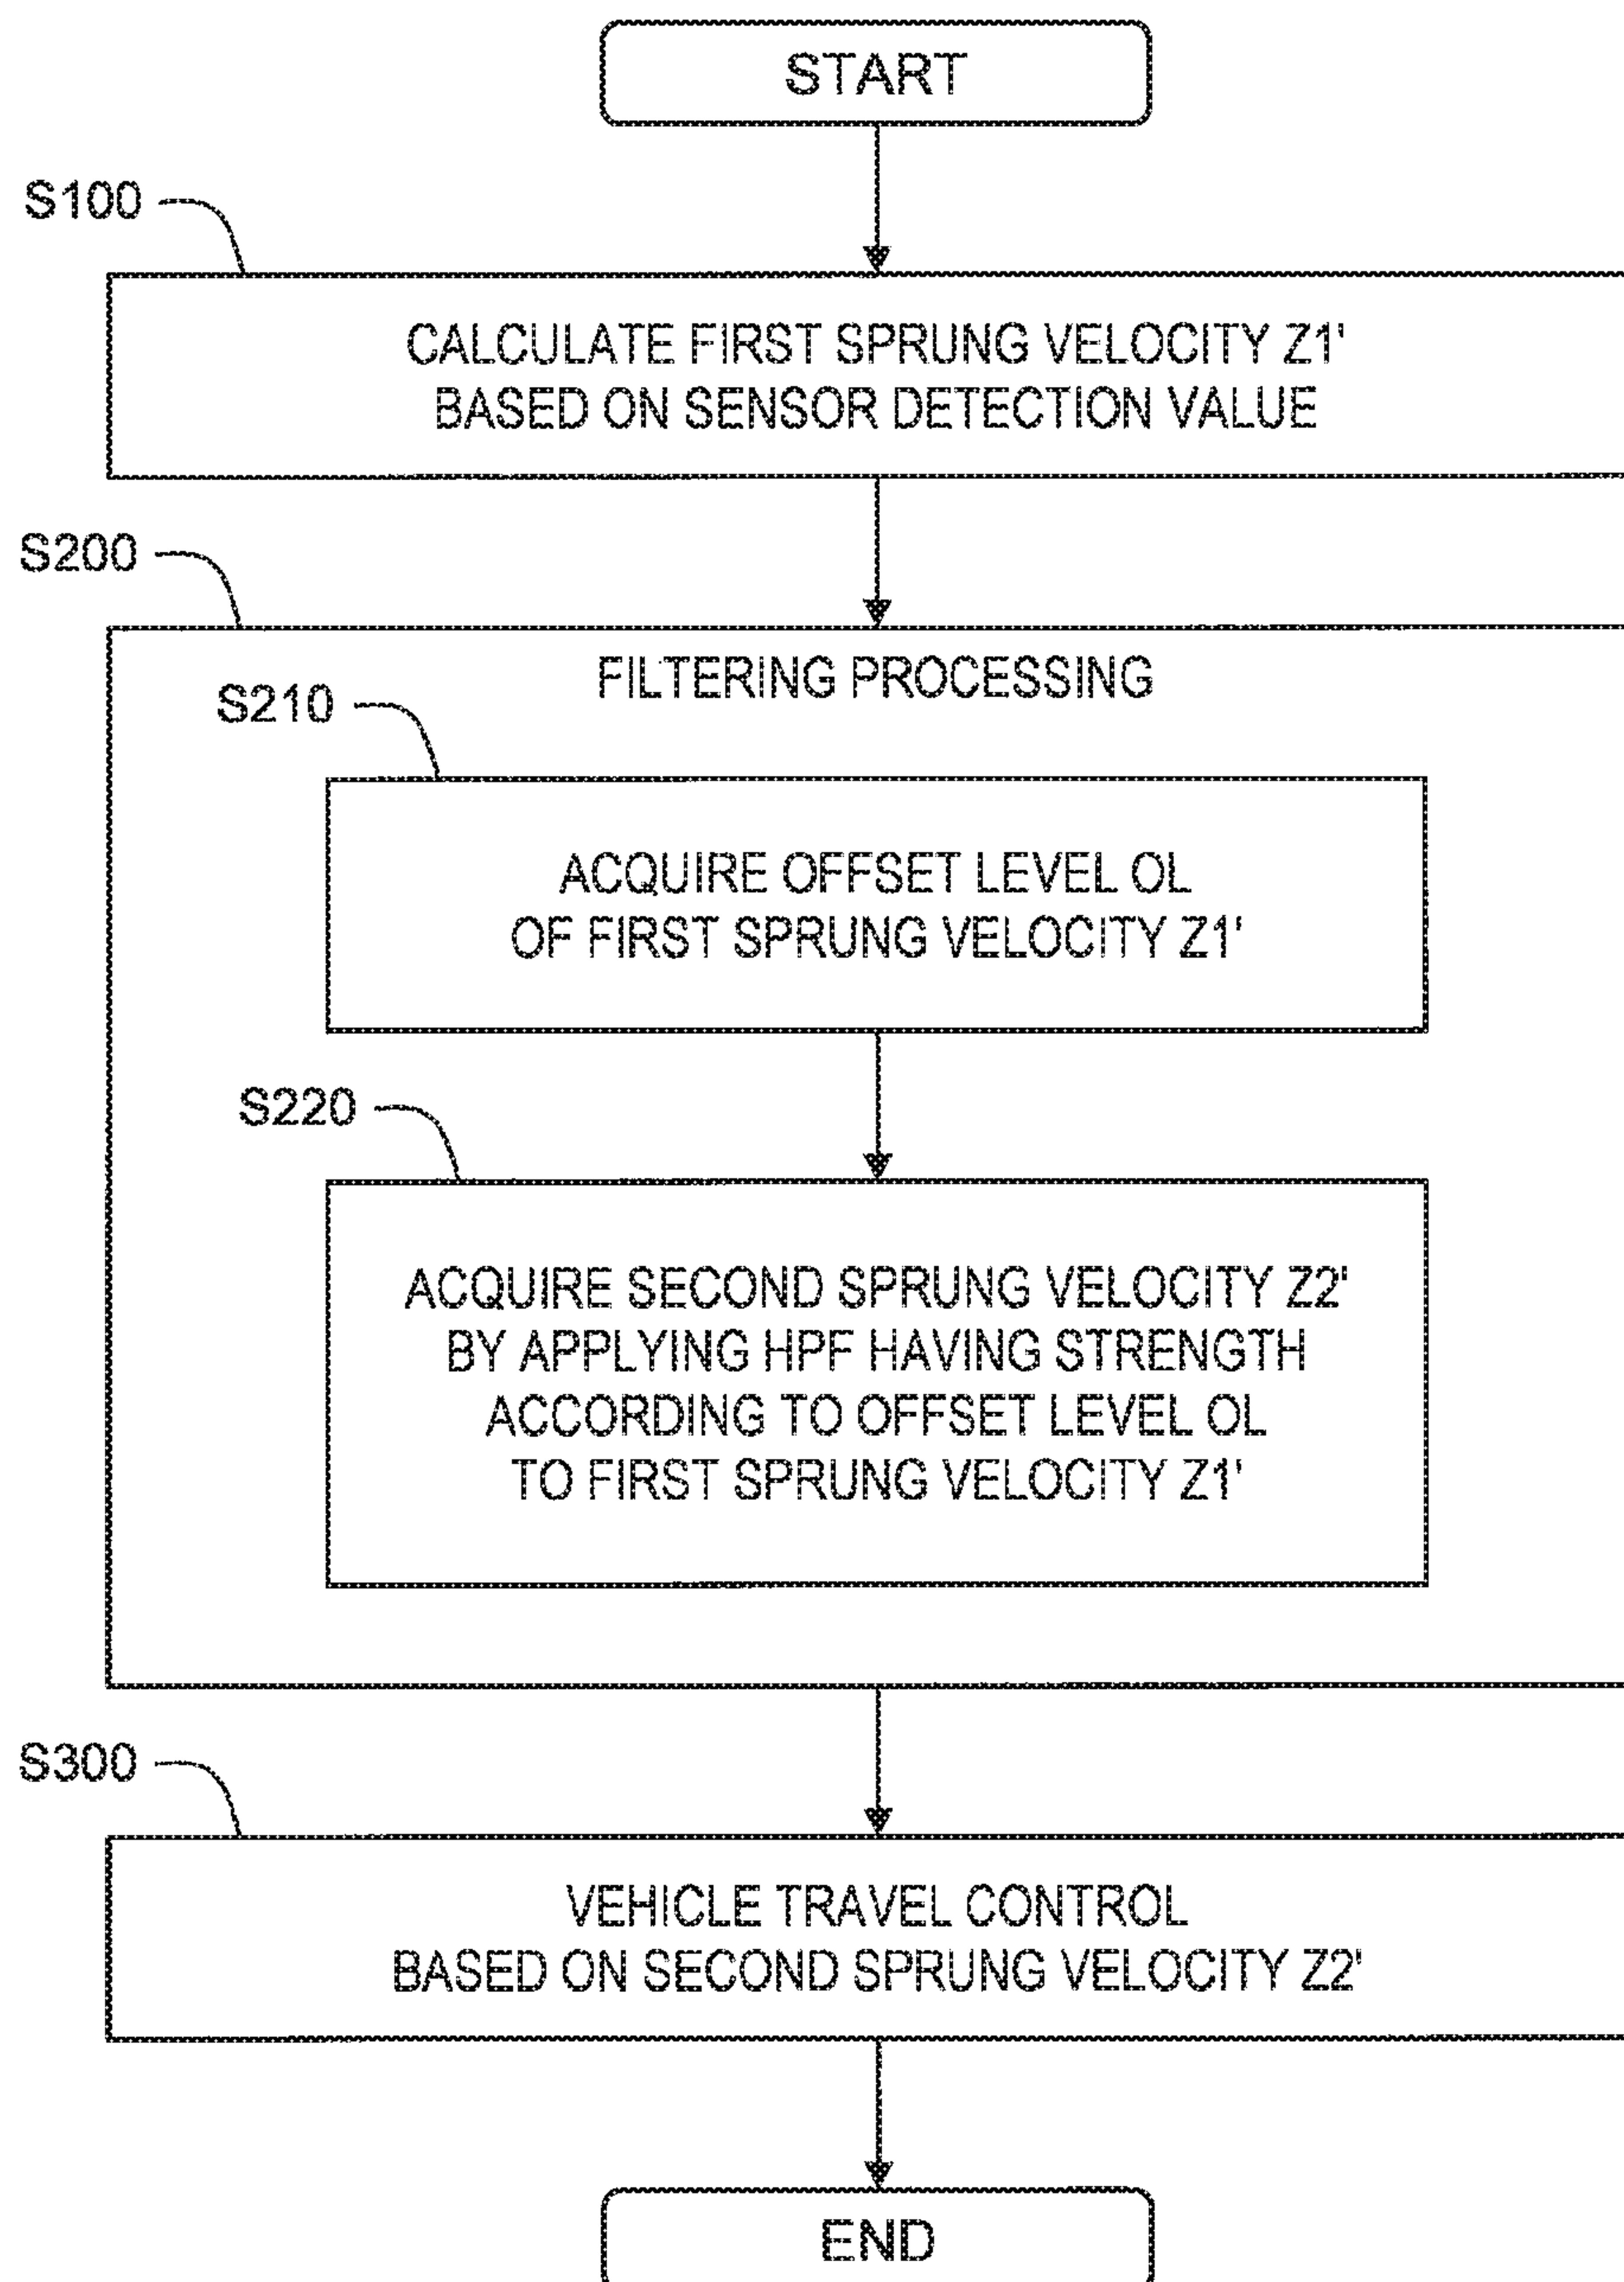 START
S100
CALCULATE FIRST SPRUNG VELOCITY Z1'
BASED ON SENSOR DETECTION VALUE
S200
FILTERING PROCESSING
S210
ACQUIRE OFFSET LEVEL OL
OF FIRST SPRUNG VELOCITY Z1'
S220
ACQUIRE SECOND SPRUNG VELOCITY Z2'
BY APPLYING HPF HAVING STRENGTH
ACCORDING TO OFFSET LEVEL OL
TO FIRST SPRUNG VELOCITY Z1'
S300
VEHICLE TRAVEL CONTROL
BASED ON SECOND SPRUNG VELOCITY Z2'
END